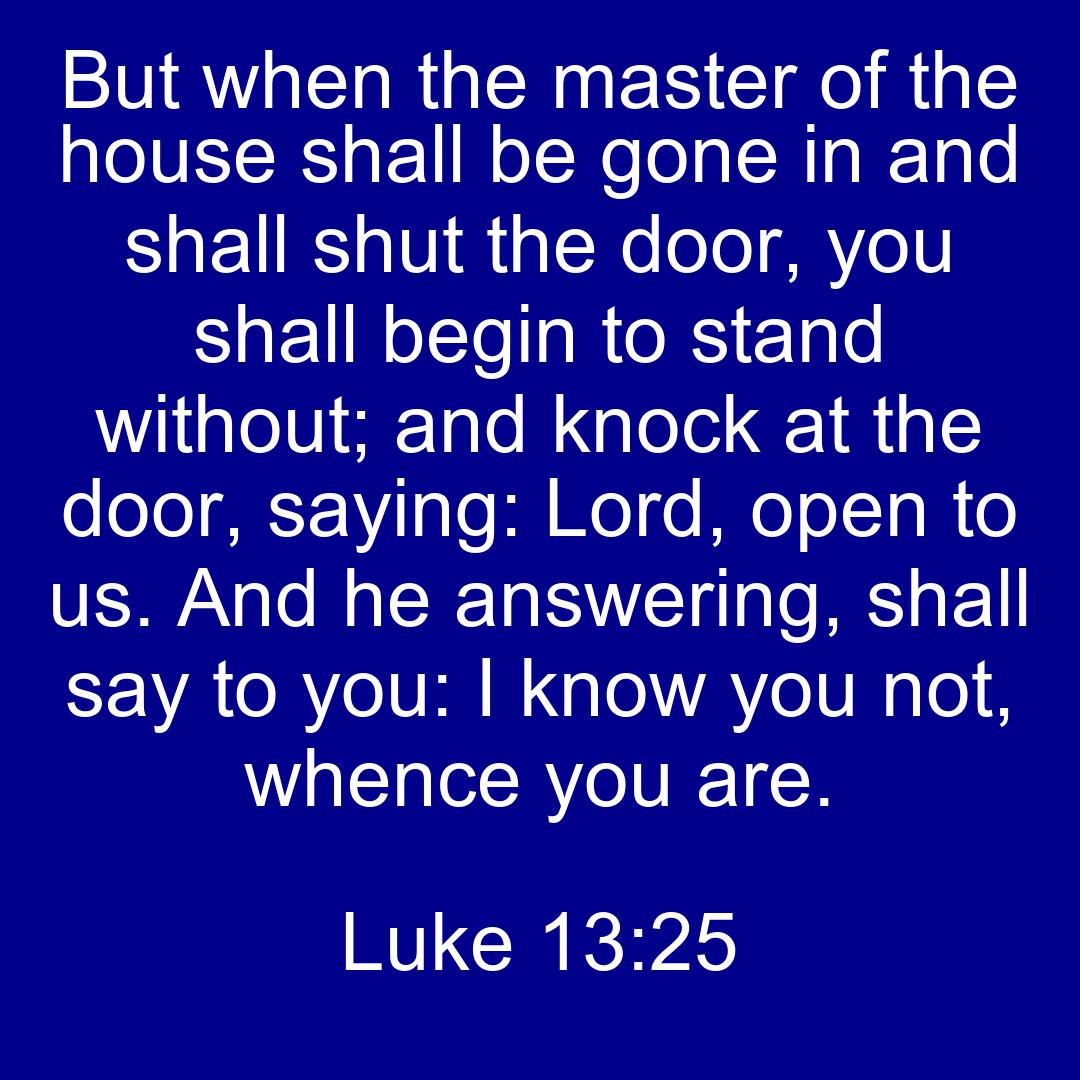 But when the master of the
house shall be gone in and
shall shut the door, you
shall begin to stand
without; and knock at the
door, saying: Lord, open to
us. And he answering, shall
say to you: I know you not,
whence you are.
Luke 13:25